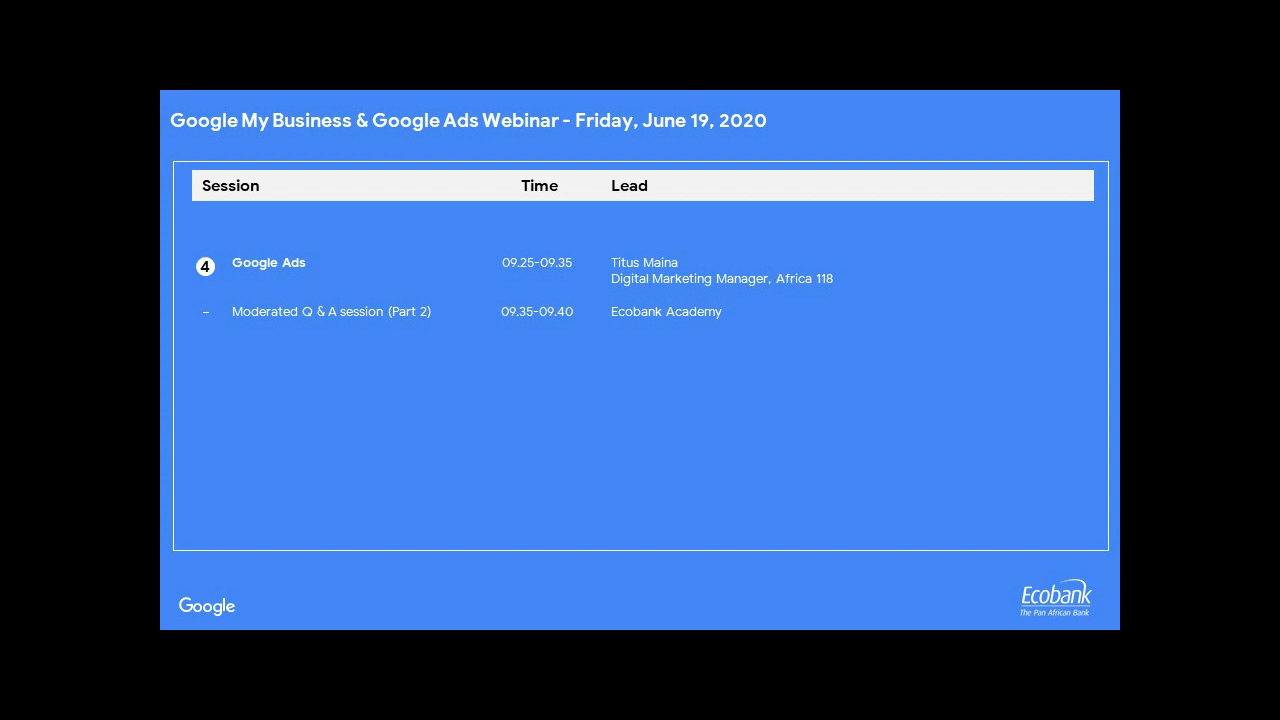 Google My Business & Google Ads Webinar - Friday, June 19, 2020
Session Time Lead
4 Google Ads 09.25-09.35 Titus Maina
Digital Marketing Manager, Africa 118
– Moderated Q & A session (Part 2) 09.35-09.40 Ecobank Academy
Google
Ecobank
The Pan African Bank